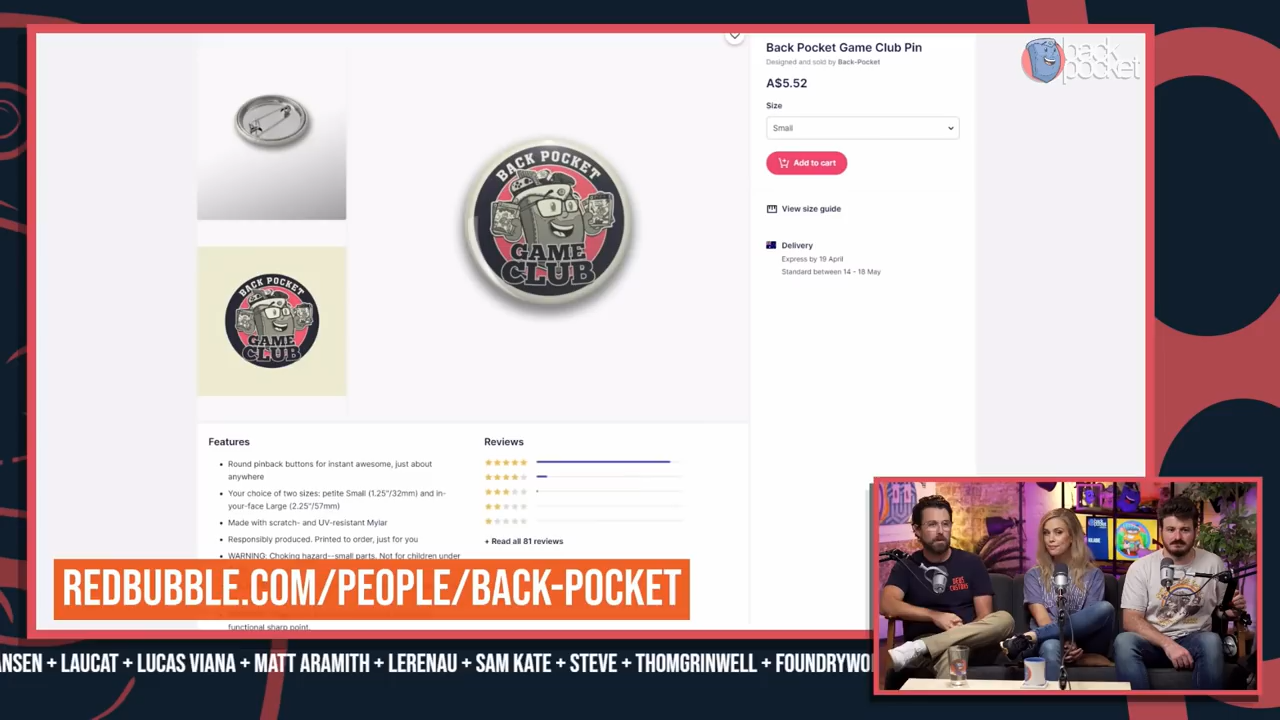 Back Pocket Game Club Pin
Designed and sold by Back-Pocket
A$5.52
Size
Small
Add to cart
View size guide
Delivery
Express by 19 April
Standard between 14 - 18 May
back pocket
BACK POCKET
GAME
CLUB
BACK POCKET
GAME
CLUB
Features
Round pinback buttons for instant awesome, just about
anywhere
Your choice of two sizes: petite Small (1.25"/32mm) and in-
your-face Large (2.25"/57mm)
Made with scratch- and UV-resistant Mylar
Responsibly produced. Printed to order, just for you
WARNING: Choking hazard--small parts. Not for children under
functional sharp point.
Reviews
+ Read all 81 reviews
REDBUBBLE.COM/PEOPLE/BACK-POCKET
DEUS
CUSTOMS
ANSEN + LAUCAT + LUCAS VIANA + MATT ARAMITH + LERENAU + SAM KATE + STEVE + THOMGRINWELL + FOUNDRYWO